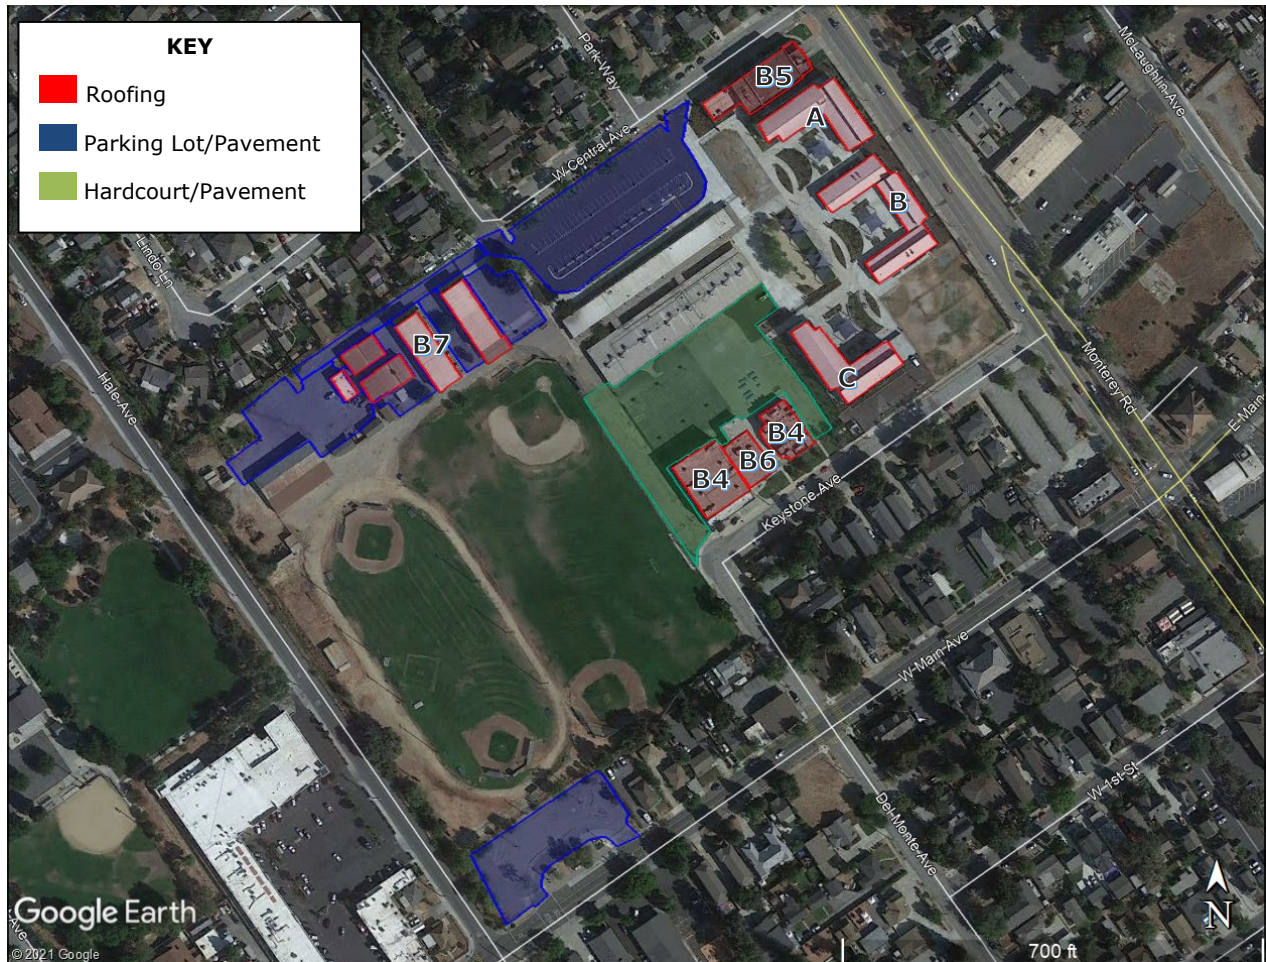 KEY
Roofing
Parking Lot/Pavement
Hardcourt/Pavement
Park Way
McLaughlin Ave
W Central Ave
B5
A
B
Lindo Ln
B7
Hale Ave
C
Monterey Rd
E Main
B4
B6
B4
Keystone Ave
W Main Ave
W 1st St
Del Monte Ave
Google Earth
Ave
© 2021 Google
N
700 ft